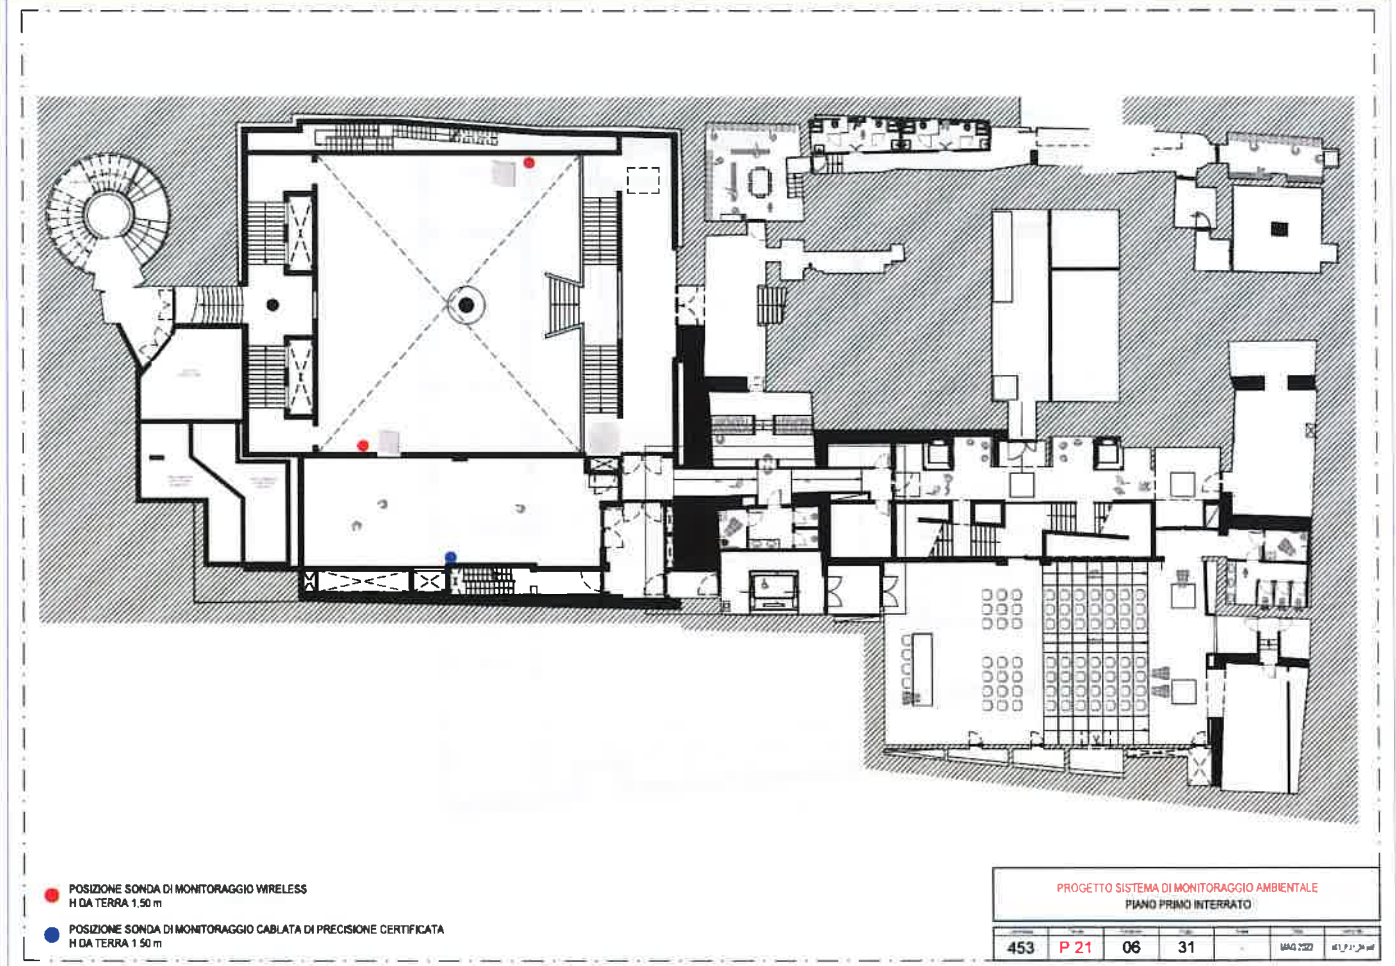 POSIZIONE SONDA DI MONITORAGGIO WIRELESS
H DA TERRA 1,50 m
POSIZIONE SONDA DI MONITORAGGIO CABLATA DI PRECISIONE CERTIFICATA
H DA TERRA 1 50 m
PROGETTO SISTEMA DI MONITORAGGIO AMBIENTALE
PIANO PRIMO INTERRATO
453 P 21 06 31 -